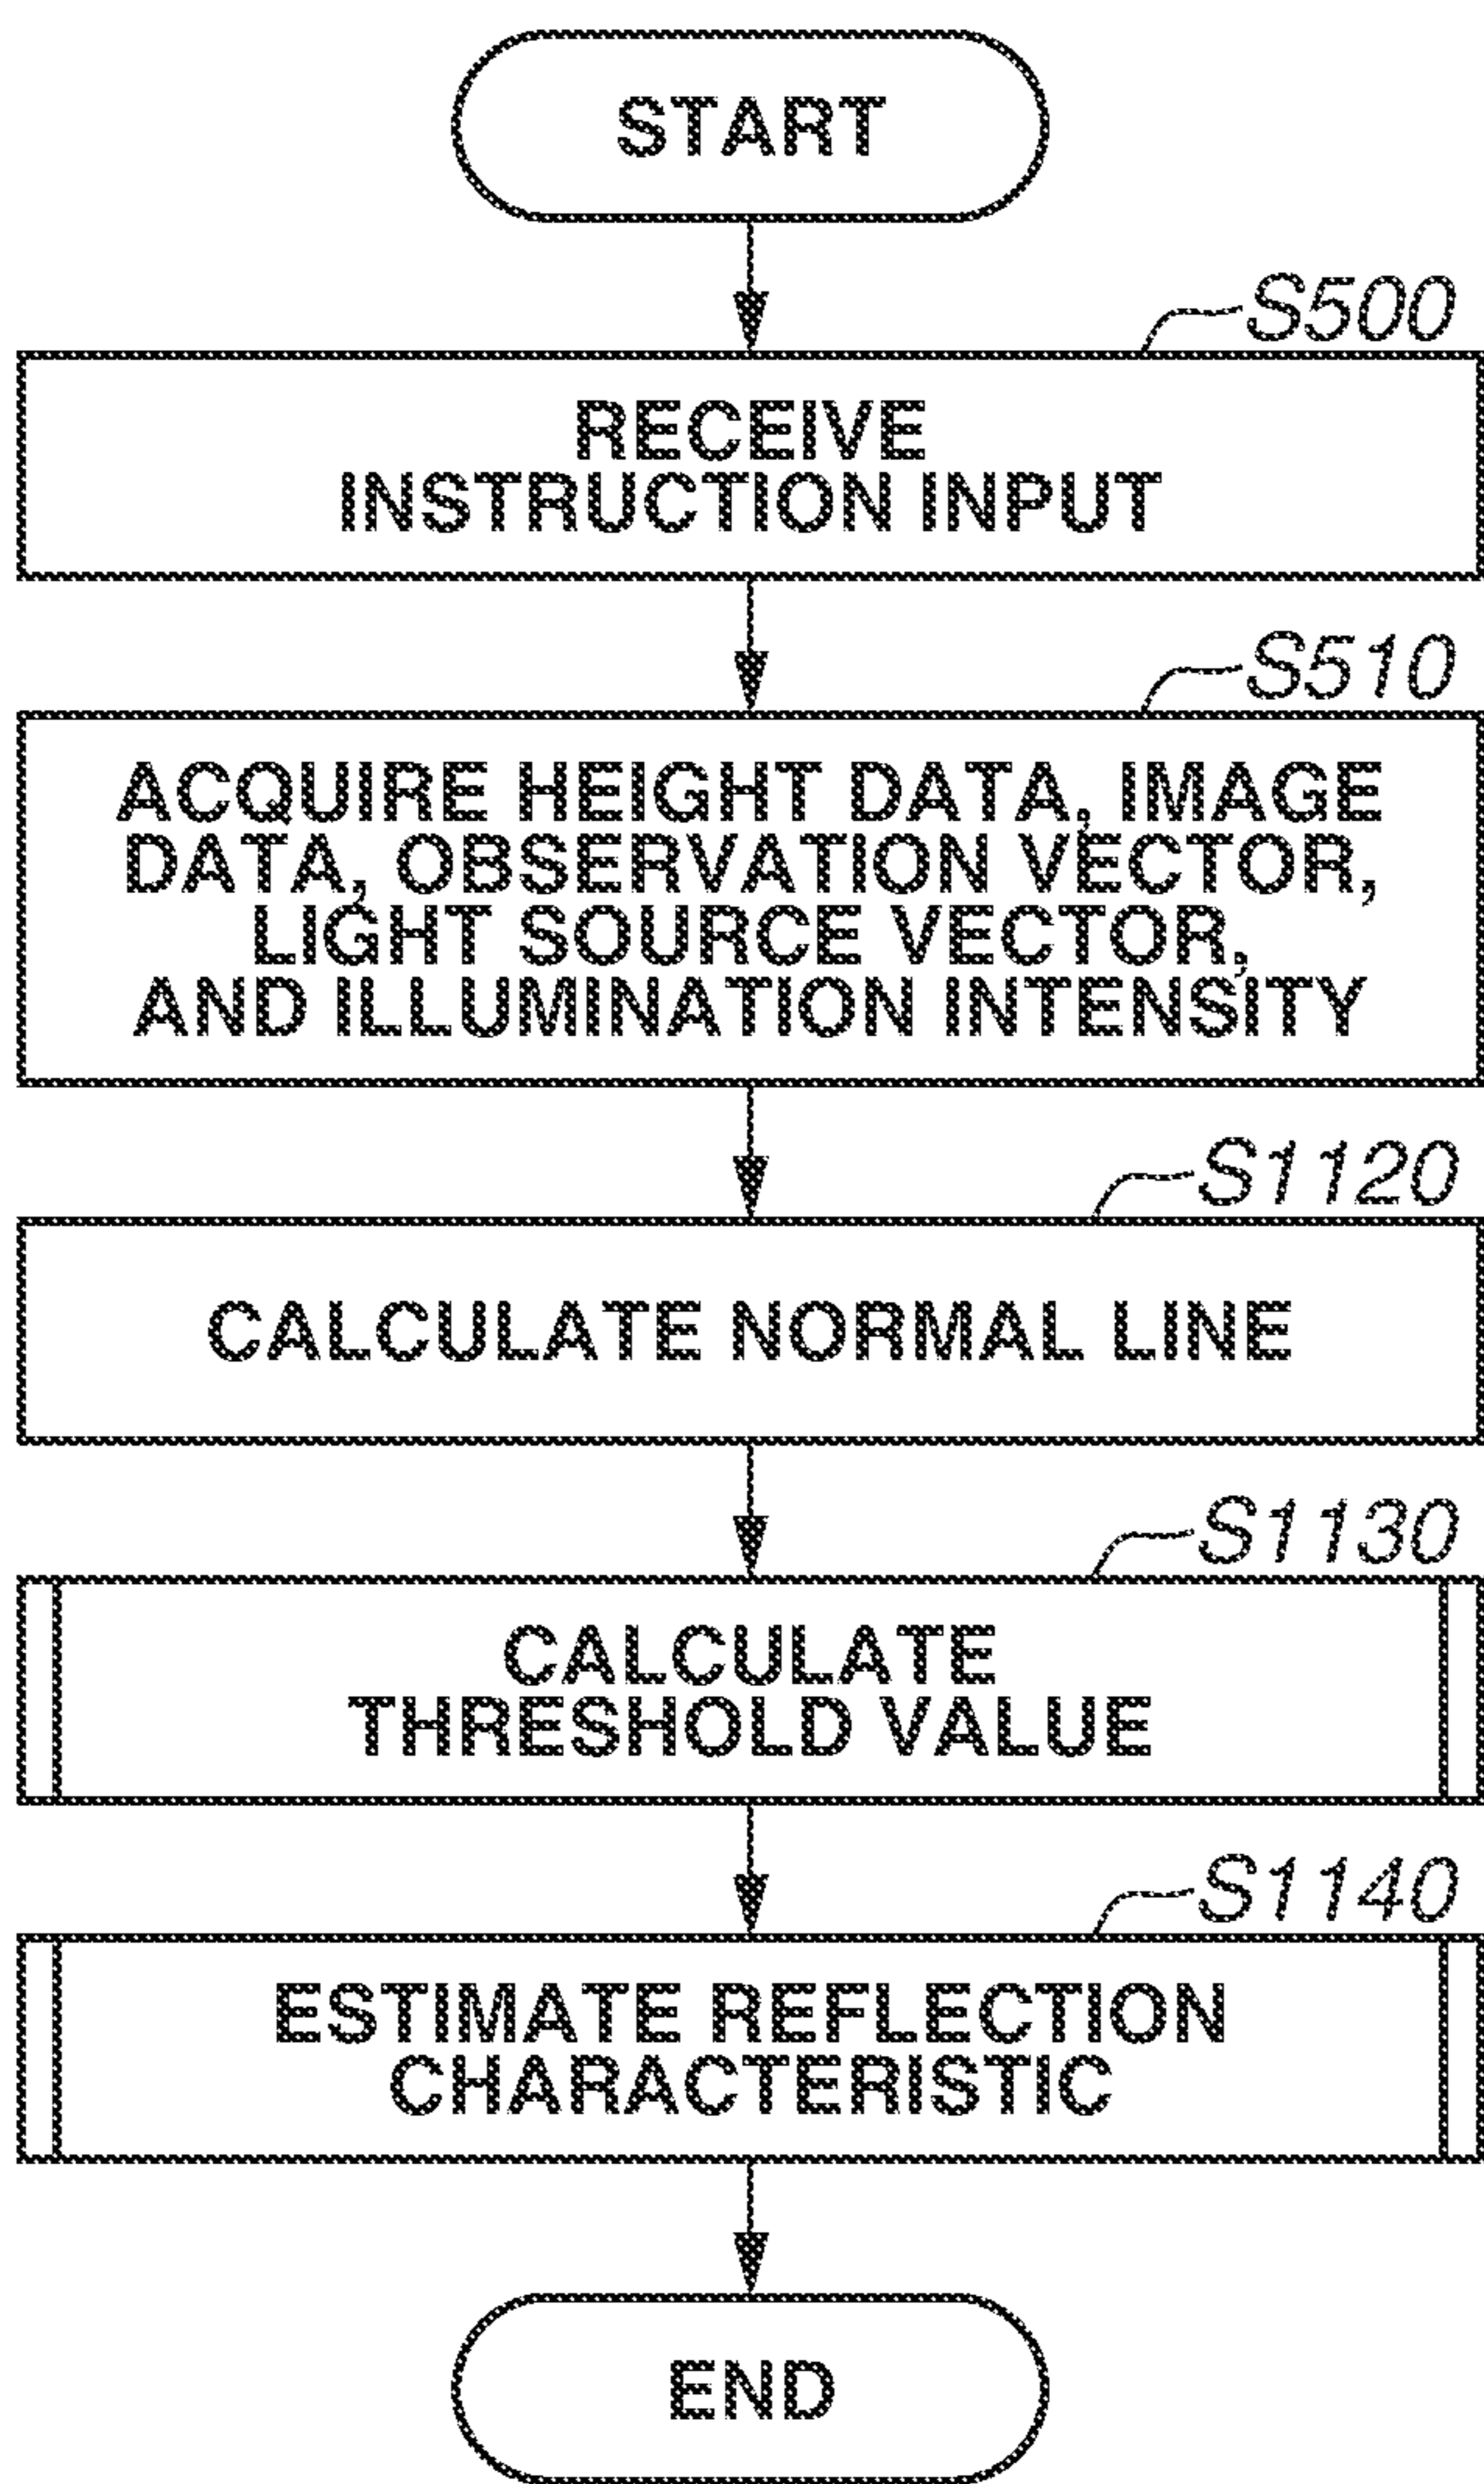 START
S500
RECEIVE
INSTRUCTION INPUT
S510
ACQUIRE HEIGHT DATA, IMAGE
DATA, OBSERVATION VECTOR,
LIGHT SOURCE VECTOR,
AND ILLUMINATION INTENSITY
S1120
CALCULATE NORMAL LINE
S1130
CALCULATE
THRESHOLD VALUE
S1140
ESTIMATE REFLECTION
CHARACTERISTIC
END